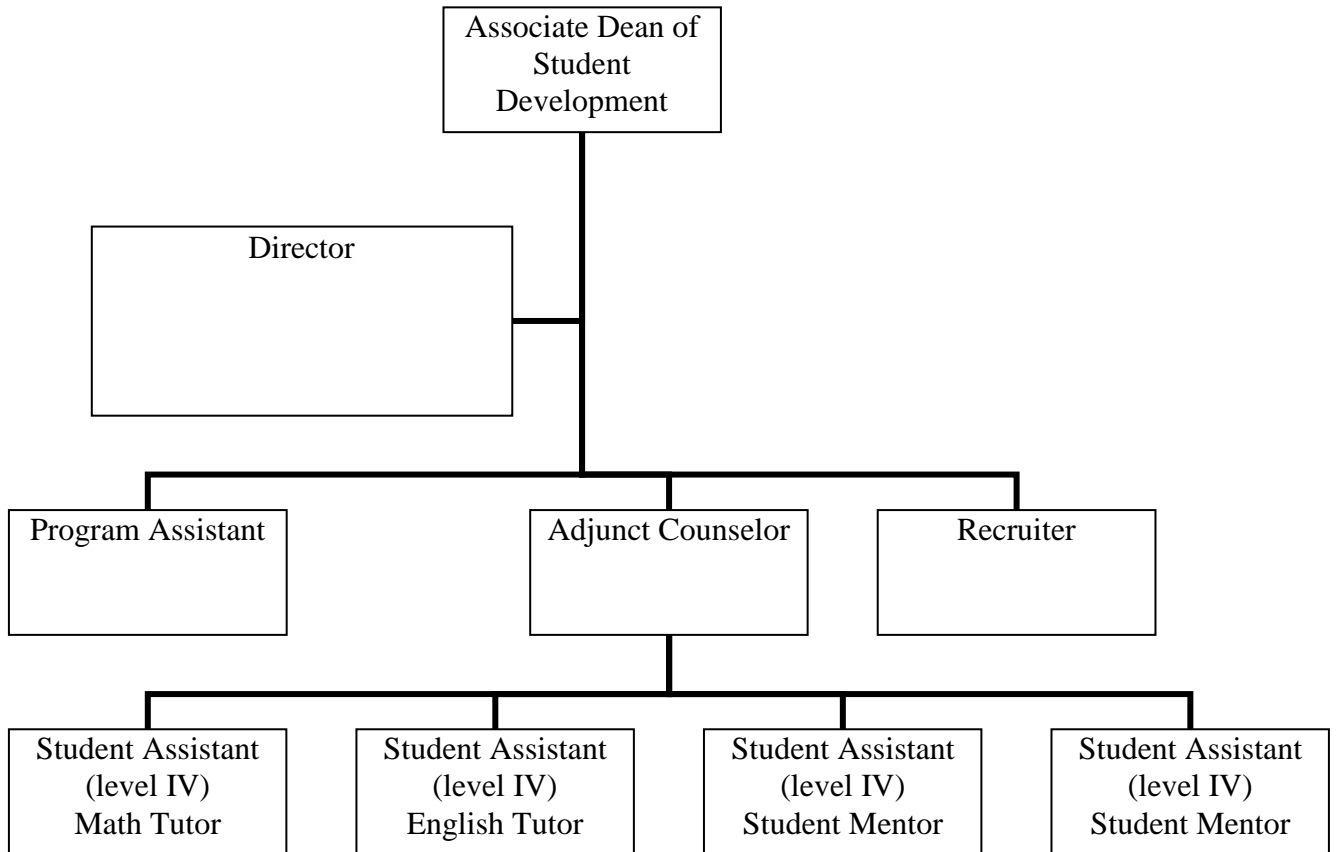 Associate Dean of
Student
Development
Director
Program Assistant
Adjunct Counselor
Recruiter
Student Assistant
(level IV)
Math Tutor
Student Assistant
(level IV)
English Tutor
Student Assistant
(level IV)
Student Mentor
Student Assistant
(level IV)
Student Mentor